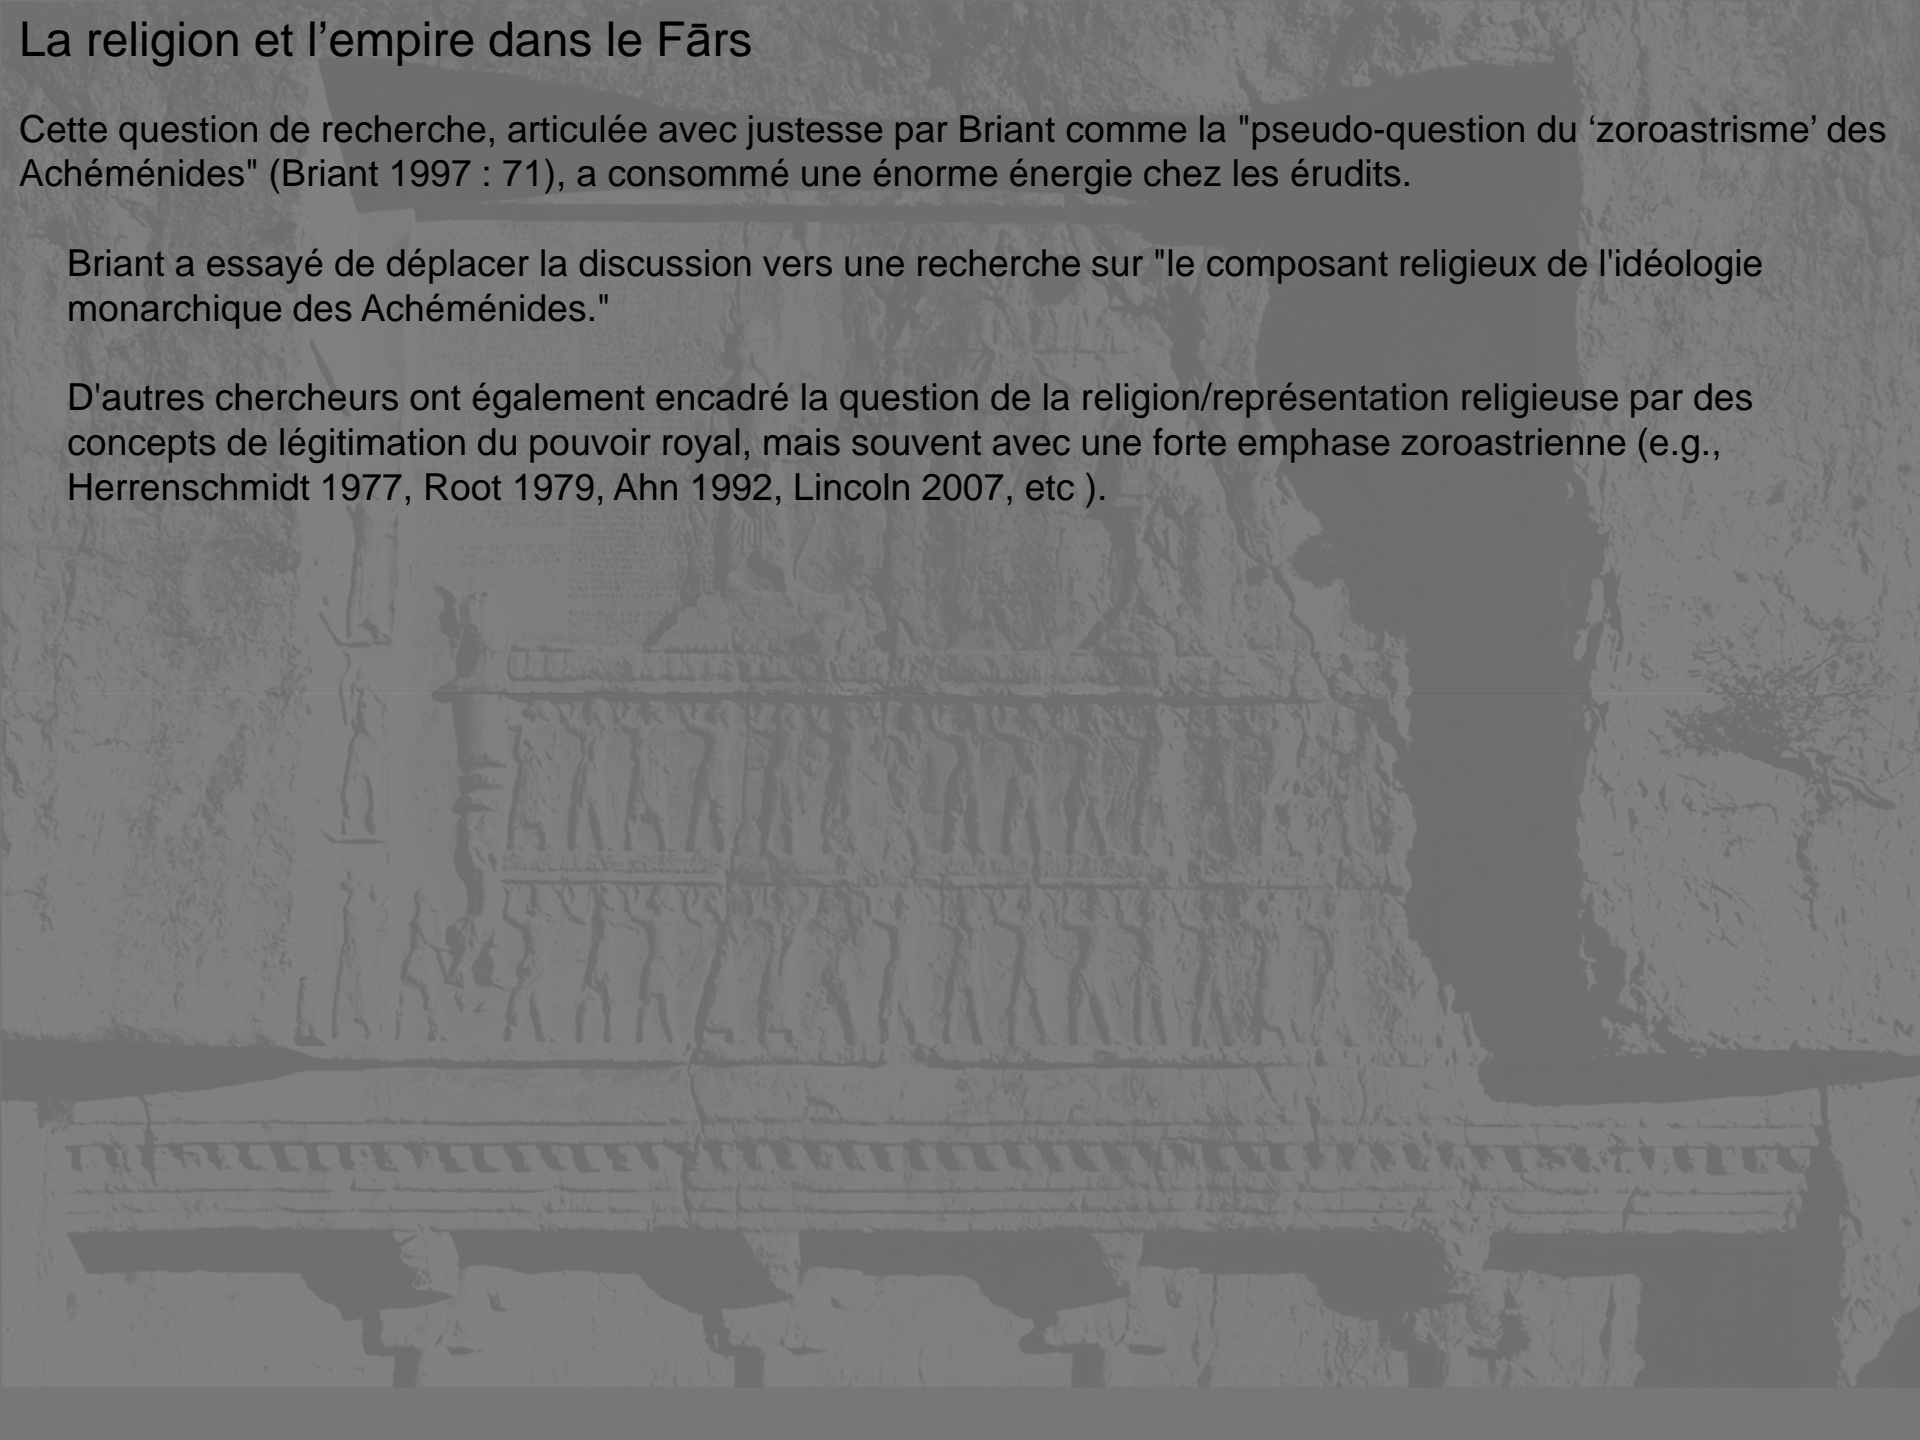 La religion et l’empire dans le Fārs
Cette question de recherche, articulée avec justesse par Briant comme la "pseudo-question du ‘zoroastrisme’ des
Achéménides" (Briant 1997 : 71), a consommé une énorme énergie chez les érudits.
Briant a essayé de déplacer la discussion vers une recherche sur "le composant religieux de l'idéologie
monarchique des Achéménides."
D'autres chercheurs ont également encadré la question de la religion/représentation religieuse par des
concepts de légitimation du pouvoir royal, mais souvent avec une forte emphase zoroastrienne (e.g.,
Herrenschmidt 1977, Root 1979, Ahn 1992, Lincoln 2007, etc ).